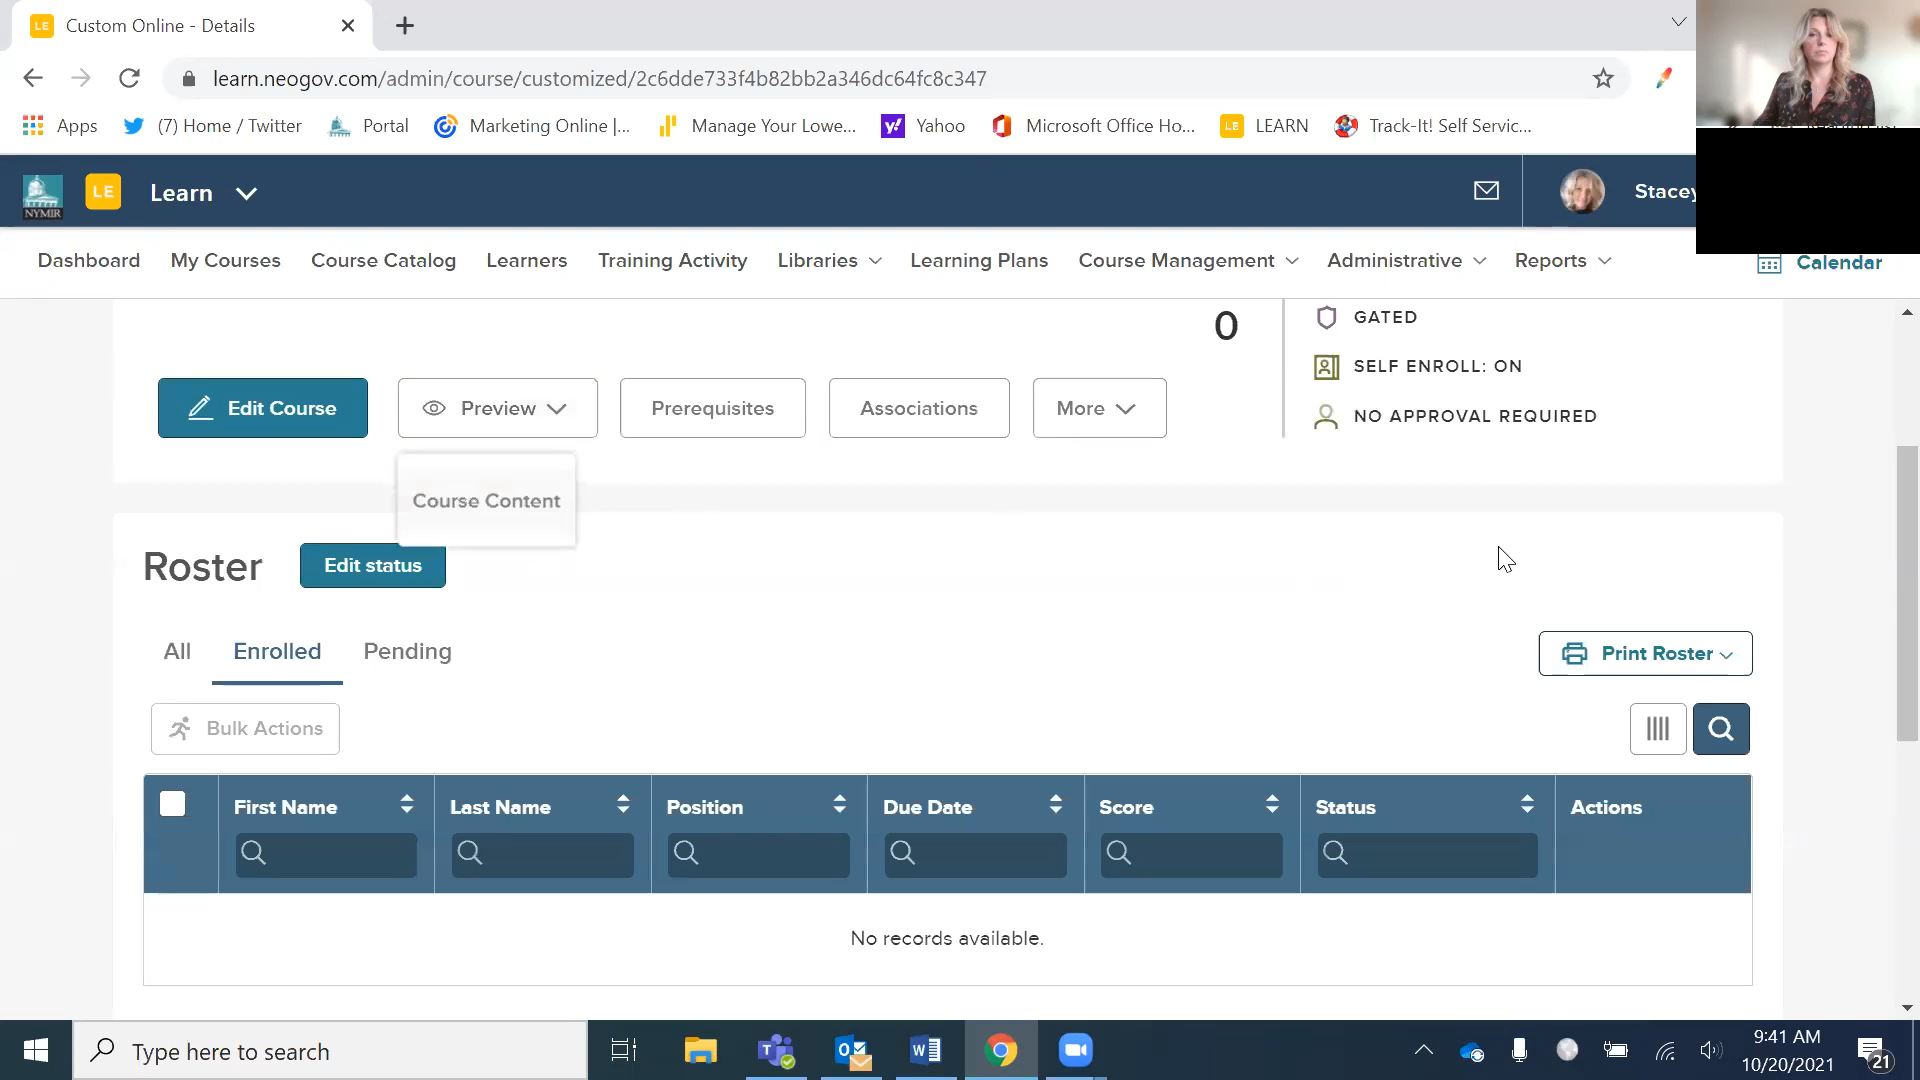 LE Custom Online - Details
learn.neogov.com/admin/course/customized/2c6dde733f4b82bb2a346dc64fc8c347
Apps (7) Home / Twitter Portal Marketing Online |... Manage Your Lowe... Yahoo Microsoft Office Ho... LE LEARN Track-It! Self Servic...
NYMIR LE Learn Stacey
Dashboard My Courses Course Catalog Learners Training Activity Libraries Learning Plans Course Management Administrative Reports Calendar
0 GATED
SELF ENROLL: ON
Edit Course Preview Prerequisites Associations More NO APPROVAL REQUIRED
Course Content
Roster Edit status
All Enrolled Pending Print Roster
Bulk Actions
First Name Last Name Position Due Date Score Status Actions
No records available.
Type here to search 9:41 AM
10/20/2021 21